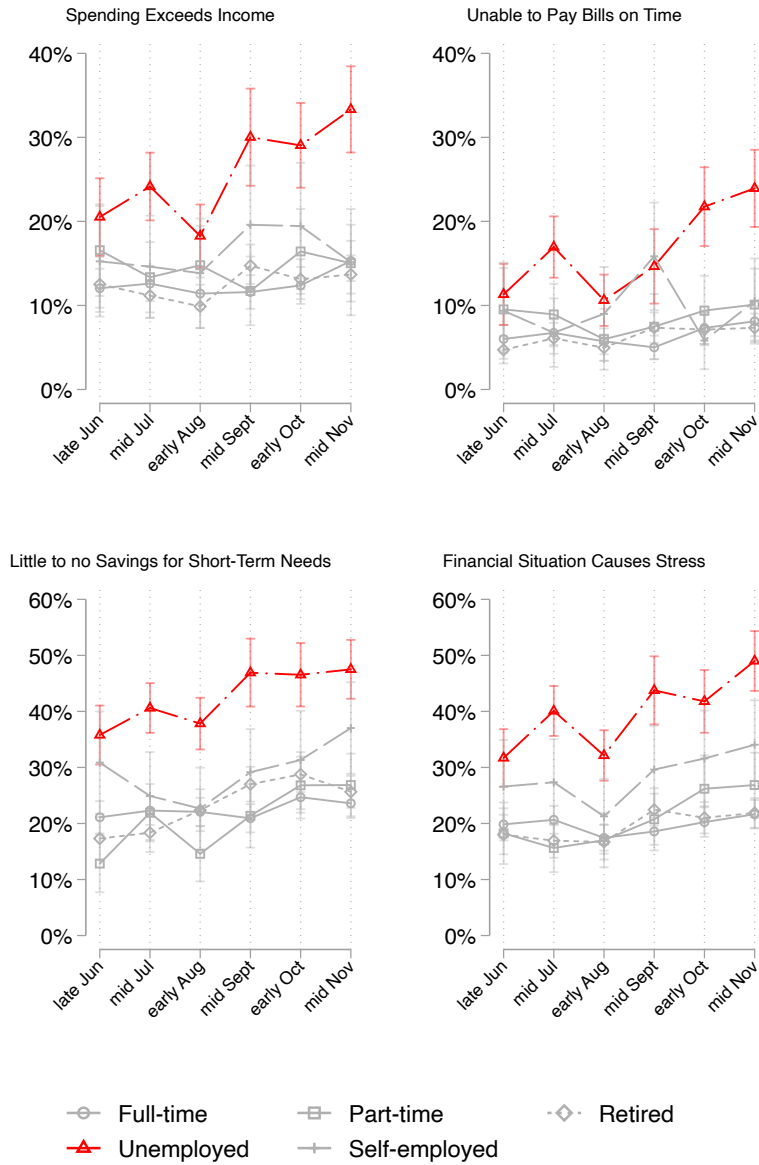 Spending Exceeds Income
40%
30%
20%
10%
0%
late Jun
mid Jul
early Aug
mid Sept
early Oct
mid Nov
Unable to Pay Bills on Time
40%
30%
20%
10%
0%
late Jun
mid Jul
early Aug
mid Sept
early Oct
mid Nov
Little to no Savings for Short-Term Needs
60%
50%
40%
30%
20%
10%
0%
late Jun
mid Jul
early Aug
mid Sept
early Oct
mid Nov
Financial Situation Causes Stress
60%
50%
40%
30%
20%
10%
0%
late Jun
mid Jul
early Aug
mid Sept
early Oct
mid Nov
Full-time
Part-time
Retired
Unemployed
Self-employed